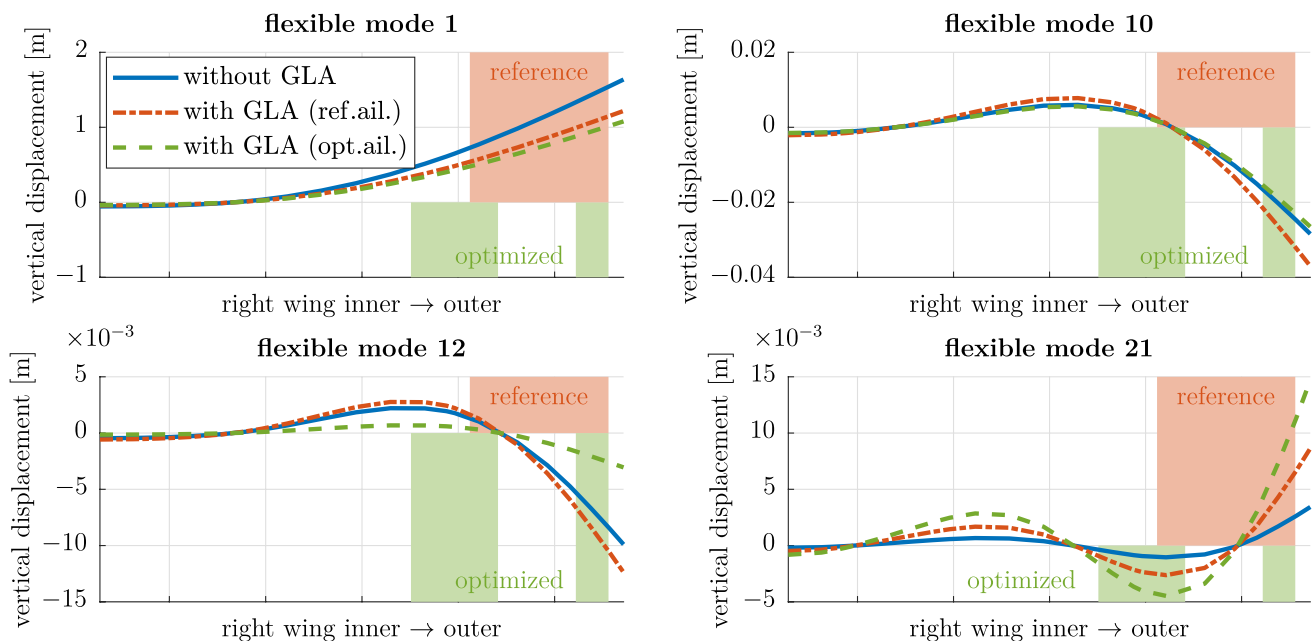 flexible mode 1
vertical displacement [m]
2
1
0
−1
without GLA
with GLA (ref.ail.)
with GLA (opt.ail.)
reference
optimized
right wing inner → outer
flexible mode 10
vertical displacement [m]
0.02
0
−0.02
−0.04
reference
optimized
right wing inner → outer
flexible mode 12
×10⁻³
vertical displacement [m]
5
0
−5
−10
−15
reference
optimized
right wing inner → outer
flexible mode 21
×10⁻³
vertical displacement [m]
15
10
5
0
−5
reference
optimized
right wing inner → outer